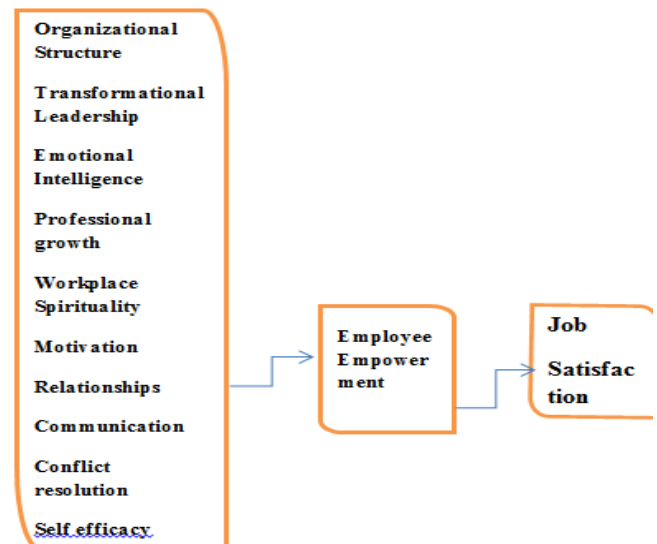 Organizational
Structure
Transformational
Leadership
Emotional
Intelligence
Professional
growth
Workplace
Spirituality
Motivation
Relationships
Communication
Conflict
resolution
Self efficacy
Employee
Empower
ment
Job
Satisfac
tion